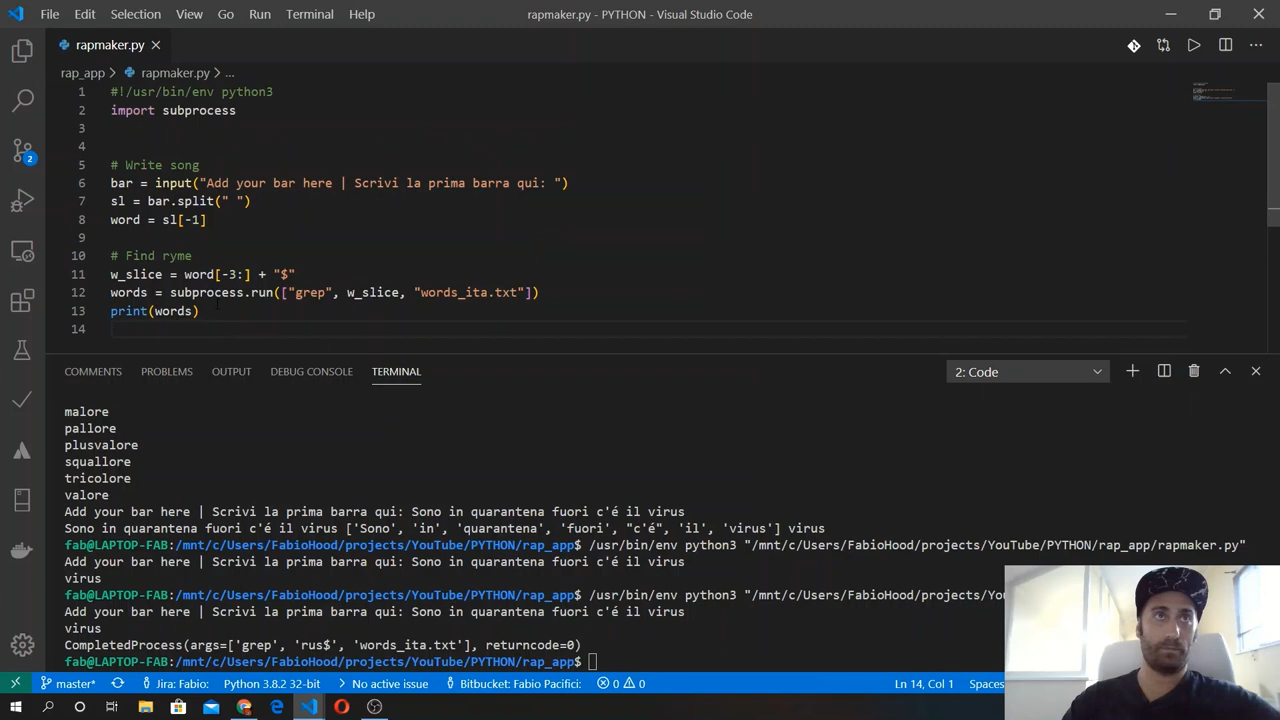 File Edit Selection View Go Run Terminal Help rapmaker.py - PYTHON - Visual Studio Code
rapmaker.py
rap_app > rapmaker.py > ...
1 #!/usr/bin/env python3
2 import subprocess
3
4
5 # Write song
6 bar = input("Add your bar here | Scrivi la prima barra qui: ")
7 sl = bar.split(" ")
8 word = sl[-1]
9
10 # Find ryme
11 w_slice = word[-3:] + "$"
12 words = subprocess.run(["grep", w_slice, "words_ita.txt"])
13 print(words)
14
2
COMMENTS PROBLEMS OUTPUT DEBUG CONSOLE TERMINAL 2: Code
malore
pallore
plusvalore
squallore
tricolore
valore
Add your bar here | Scrivi la prima barra qui: Sono in quarantena fuori c'é il virus
Sono in quarantena fuori c'é il virus ['Sono', 'in', 'quarantena', 'fuori', "c'é", 'il', 'virus'] virus
fab@LAPTOP-FAB:/mnt/c/Users/FabioHood/projects/YouTube/PYTHON/rap_app$ /usr/bin/env python3 "/mnt/c/Users/FabioHood/projects/YouTube/PYTHON/rap_app/rapmaker.py"
Add your bar here | Scrivi la prima barra qui: Sono in quarantena fuori c'é il virus
virus
fab@LAPTOP-FAB:/mnt/c/Users/FabioHood/projects/YouTube/PYTHON/rap_app$ /usr/bin/env python3 "/mnt/c/Users/FabioHood/projects/YouTube/PYTHON/rap_app/rapmaker.py"
Add your bar here | Scrivi la prima barra qui: Sono in quarantena fuori c'é il virus
virus
CompletedProcess(args=['grep', 'rus$', 'words_ita.txt'], returncode=0)
fab@LAPTOP-FAB:/mnt/c/Users/FabioHood/projects/YouTube/PYTHON/rap_app$
master* Jira: Fabio: Python 3.8.2 32-bit No active issue Bitbucket: Fabio Pacifici: 0 0 Ln 14, Col 1 Spaces